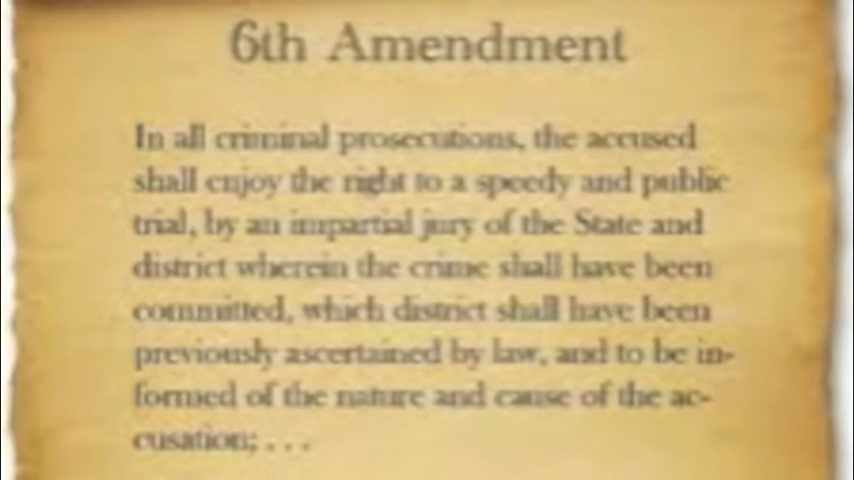 6th Amendment
In all criminal prosecutions, the accused
shall enjoy the right to a speedy and public
trial, by an impartial jury of the State and
district wherein the crime shall have been
committed, which district shall have been
previously ascertained by law, and to be in-
formed of the nature and cause of the ac-
cusation; . . .